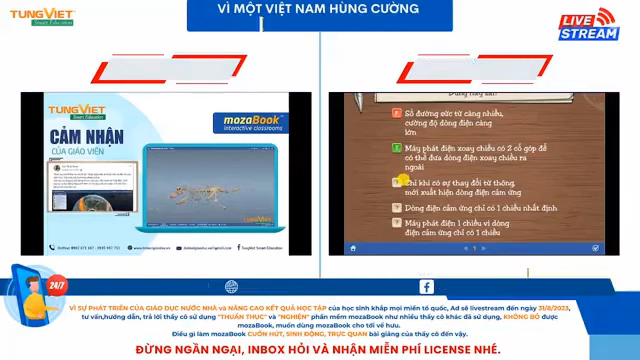 TUNGVIET
Smart Education
VÌ MỘT VIỆT NAM HÙNG CƯỜNG
LIVE
STREAM
TUNGVIET
Smart Education
CẢM NHẬN
CỦA GIÁO VIÊN
mozaBook
interactive classrooms
Số đường sức từ càng nhiều,
cường độ dòng điện càng
lớn
Máy phát điện xoay chiều có 2 cổ góp để
có thể đưa dòng điện xoay chiều ra
ngoài
Chỉ khi có sự thay đổi từ thông,
mới xuất hiện dòng điện cảm ứng
Dòng điện cảm ứng chỉ có 1 chiều nhất định
Máy phát điện 1 chiều vì dòng
điện cảm ứng chỉ có 1 chiều
TungViet Smart Education
24/7
VÌ SỰ PHÁT TRIỂN CỦA GIÁO DỤC NƯỚC NHÀ và NÂNG CAO KẾT QUẢ HỌC TẬP của học sinh khắp mọi miền tổ quốc, Ad sẽ livestream đến ngày 31/8/2023,
tư vấn,hướng dẫn, trả lời thầy cô sử dụng "THUẦN THỤC" và "NGHIỆN" phần mềm mozaBook như nhiều thầy cô khác đã sử dụng, KHÔNG BỎ được
mozaBook, muốn dùng mozaBook cho tới về hưu.
Điều gì làm mozaBook CUỐN HÚT, SINH ĐỘNG, TRỰC QUAN bài giảng của thầy cô đến vậy.
ĐỪNG NGẦN NGẠI, INBOX HỎI VÀ NHẬN MIỄN PHÍ LICENSE NHÉ.